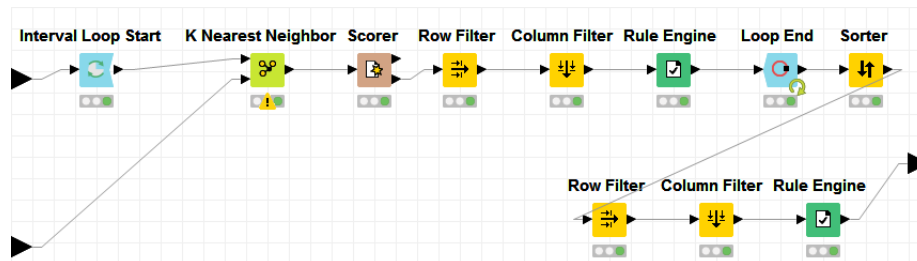 Interval Loop Start K Nearest Neighbor Scorer Row Filter Column Filter Rule Engine Loop End Sorter
Row Filter Column Filter Rule Engine